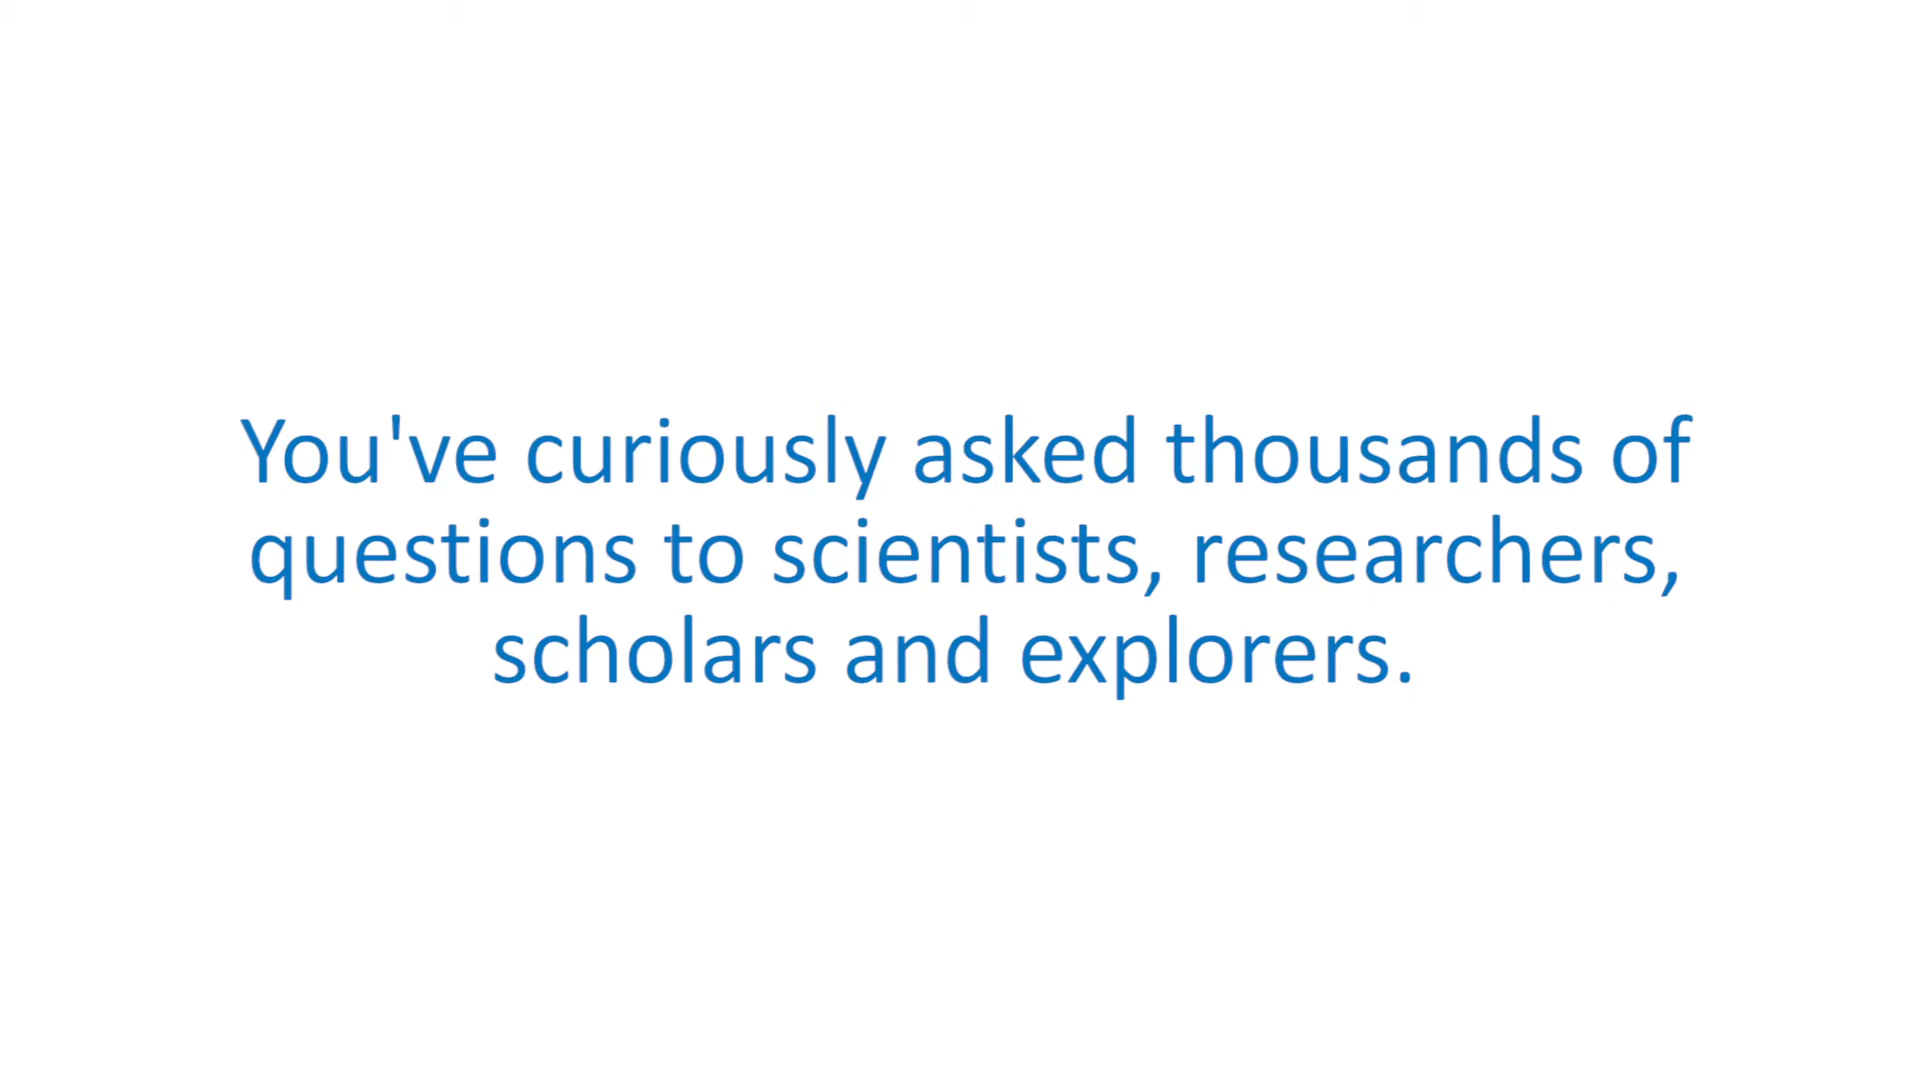 You've curiously asked thousands of
questions to scientists, researchers,
scholars and explorers.